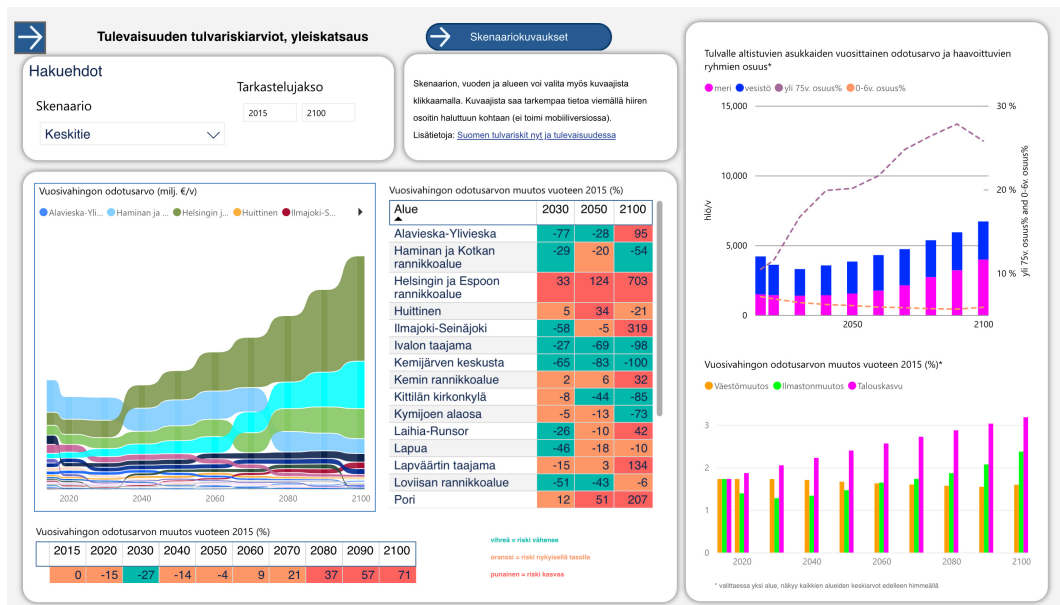 Tulevaisuuden tulvariskiarviot, yleiskatsaus
Skenaariokuvaukset
Hakuehdot
Skenaario
Keskitie
Tarkastelujakso
2015 2100
Skenaarion, vuoden ja alueen voi valita myös kuvaajista
klikkaamalla. Kuvaajista saa tarkempaa tietoa viemällä hiiren
osoitin haluttuun kohtaan (ei toimi mobiiliversiossa).
Lisätietoja: Suomen tulvariskit nyt ja tulevaisuudessa
Vuosivahingon odotusarvo (milj. €/v)
Alavieska-Yli... Haminan ja ... Helsingin j... Huittinen Ilmajoki-S...
2020 2040 2060 2080 2100
Vuosivahingon odotusarvon muutos vuoteen 2015 (%)
Alue 2030 2050 2100
Alavieska-Ylivieska -77 -28 95
Haminan ja Kotkan
rannikkoalue -29 -20 -54
Helsingin ja Espoon
rannikkoalue 33 124 703
Huittinen 5 34 -21
Ilmajoki-Seinäjoki -58 -5 319
Ivalon taajama -27 -69 -98
Kemijärven keskusta -65 -83 -100
Kemin rannikkoalue 2 6 32
Kittilän kirkonkylä -8 -44 -85
Kymijoen alaosa -5 -13 -73
Laihia-Runsor -26 -10 42
Lapua -46 -18 -10
Lapväärtin taajama -15 3 134
Loviisan rannikkoalue -51 -43 -6
Pori 12 51 207
Vuosivahingon odotusarvon muutos vuoteen 2015 (%)
2015 2020 2030 2040 2050 2060 2070 2080 2090 2100
0 -15 -27 -14 -4 9 21 37 57 71
vihreä = riski vähenee
oranssi = riski nykyisellä tasolla
punainen = riski kasvaa
Tulvalle altistuvien asukkaiden vuosittainen odotusarvo ja haavoittuvien
ryhmien osuus*
meri vesistö yli 75v. osuus% 0-6v. osuus%
15,000 30 %
10,000 20 %
5,000 10 %
0
hlö/v
yli 75v. osuus% and 0-6v. osuus%
2050 2100
Vuosivahingon odotusarvon muutos vuoteen 2015 (%)*
Väestömuutos Ilmastonmuutos Talouskasvu
3
2
1
0
2020 2040 2060 2080 2100
* valittaessa yksi alue, näkyy kaikkien alueiden keskiarvot edelleen himmeällä